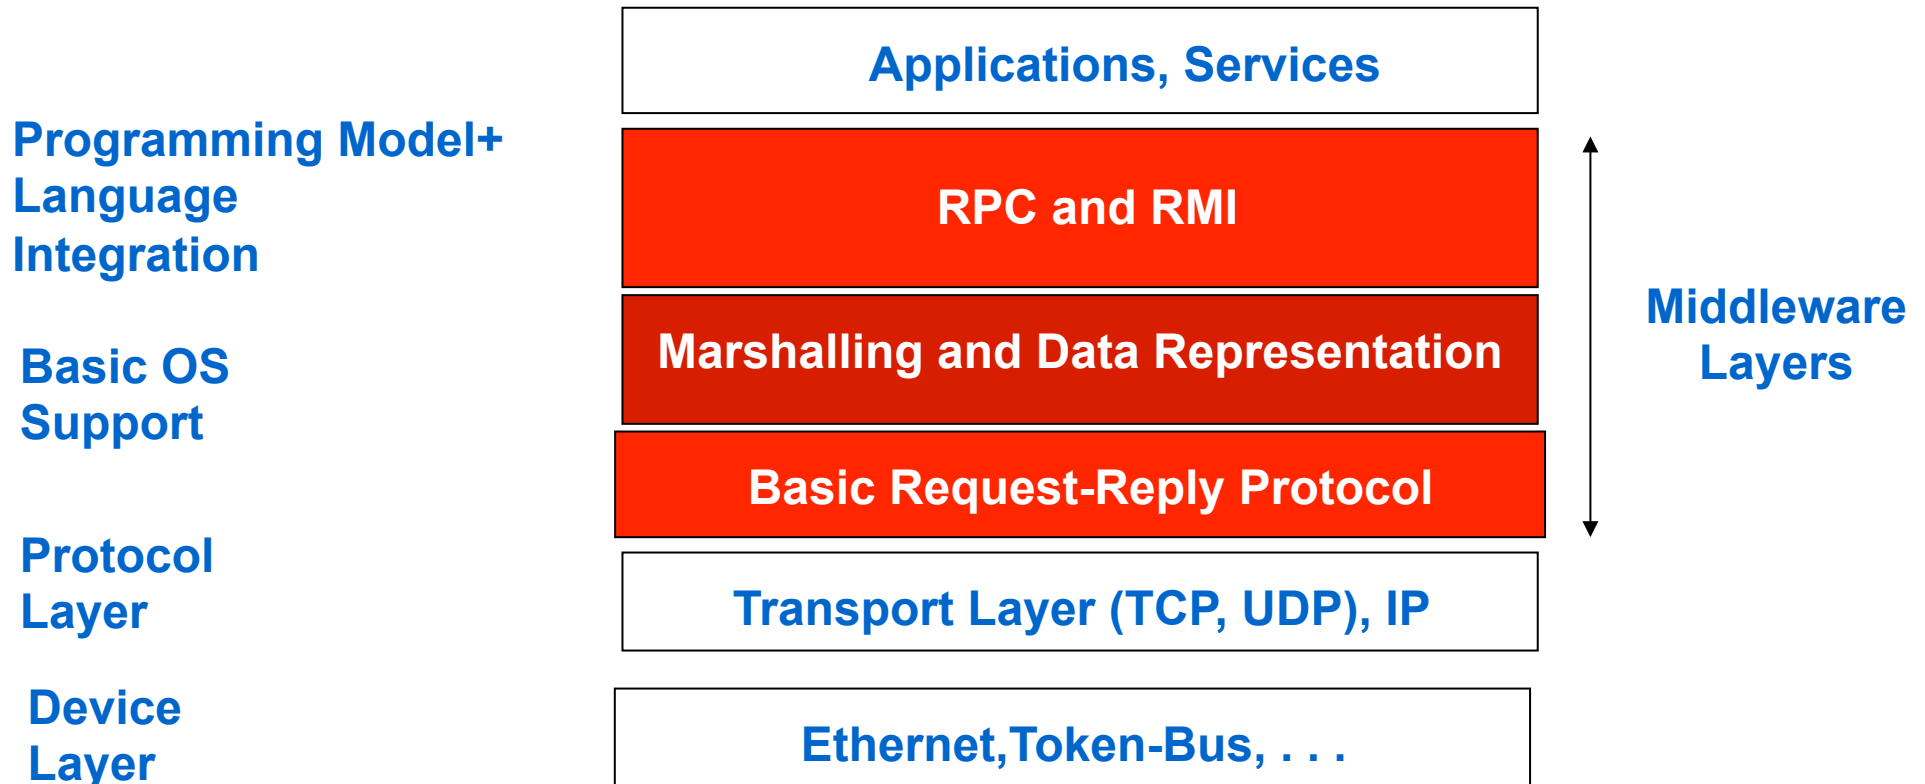 Applications, Services
Programming Model+
Language
Integration
RPC and RMI
Middleware
Layers
Basic OS
Support
Marshalling and Data Representation
Basic Request-Reply Protocol
Protocol
Layer
Transport Layer (TCP, UDP), IP
Device
Layer
Ethernet,Token-Bus, . . .